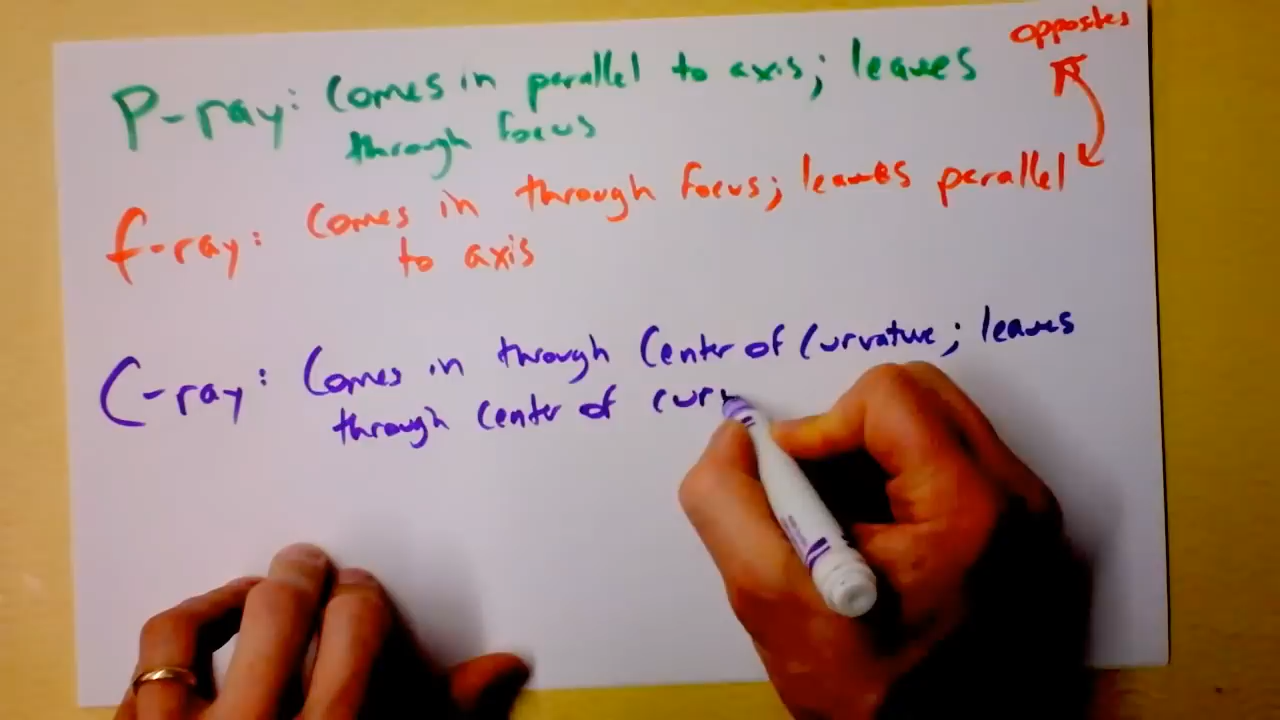 opposites
P-ray: Comes in parallel to axis; leaves
through focus
f-ray: Comes in through focus; leaves parallel
to axis
C-ray: Comes in through Center of Curvature; leaves
through center of curv